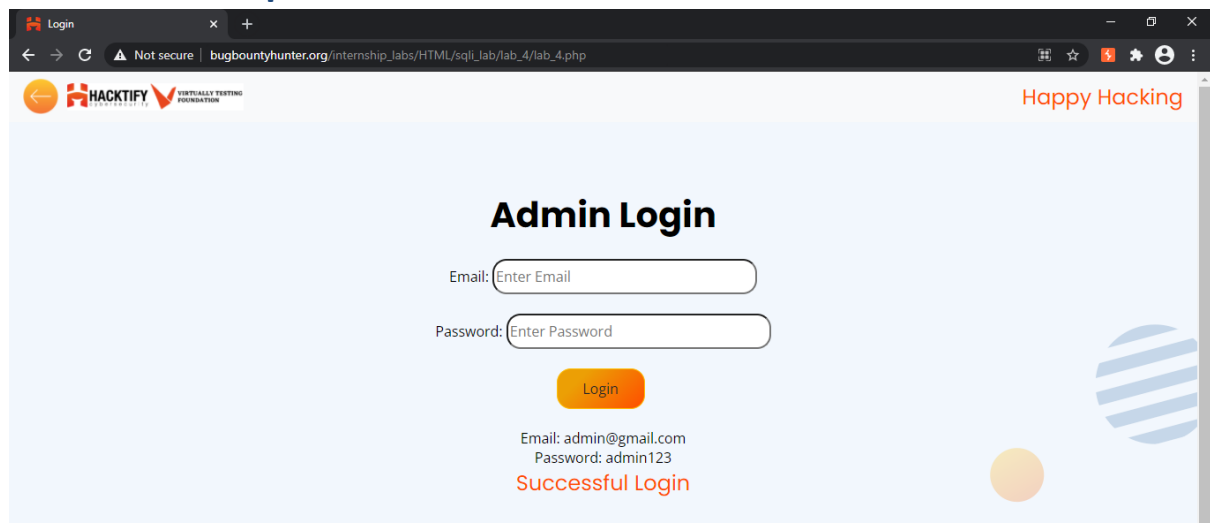 Login
Not secure | bugbountyhunter.org/internship_labs/HTML/sqli_lab/lab_4/lab_4.php
HACKTIFY
cybersecurity
VIRTUALLY TESTING
FOUNDATION
Happy Hacking
Admin Login
Email: Enter Email
Password: Enter Password
Login
Email: admin@gmail.com
Password: admin123
Successful Login